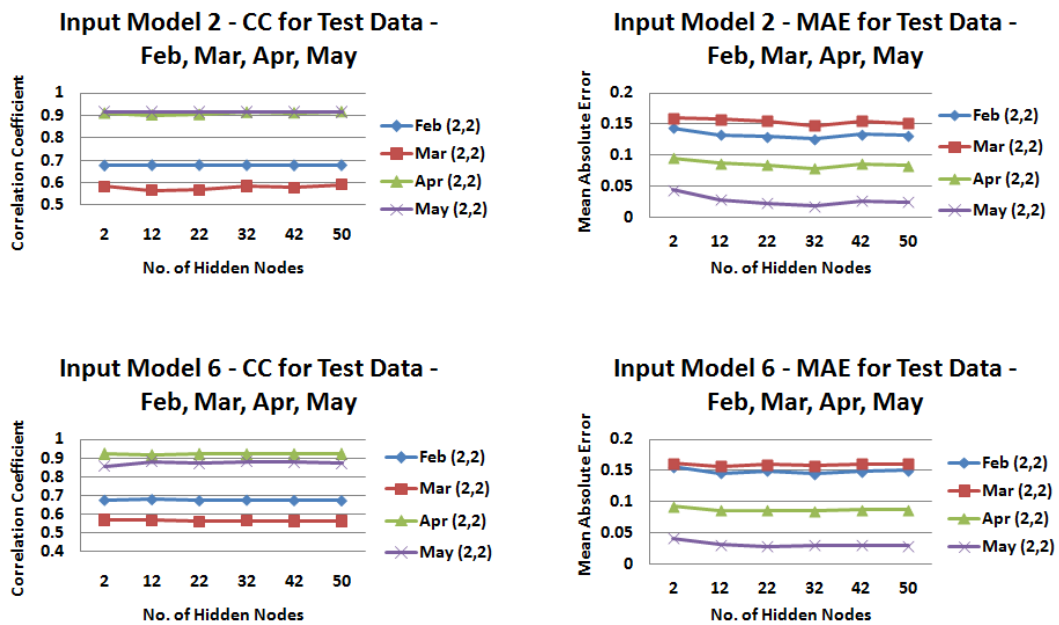 Input Model 2 - CC for Test Data -
Feb, Mar, Apr, May
Correlation Coefficient
1
0.9
0.8
0.7
0.6
0.5
2 12 22 32 42 50
No. of Hidden Nodes
Feb (2,2)
Mar (2,2)
Apr (2,2)
May (2,2)
Input Model 2 - MAE for Test Data -
Feb, Mar, Apr, May
Mean Absolute Error
0.2
0.15
0.1
0.05
0
2 12 22 32 42 50
No. of Hidden Nodes
Feb (2,2)
Mar (2,2)
Apr (2,2)
May (2,2)
Input Model 6 - CC for Test Data -
Feb, Mar, Apr, May
Correlation Coefficient
1
0.9
0.8
0.7
0.6
0.5
0.4
2 12 22 32 42 50
No. of Hidden Nodes
Feb (2,2)
Mar (2,2)
Apr (2,2)
May (2,2)
Input Model 6 - MAE for Test Data -
Feb, Mar, Apr, May
Mean Absolute Error
0.2
0.15
0.1
0.05
0
2 12 22 32 42 50
No. of Hidden Nodes
Feb (2,2)
Mar (2,2)
Apr (2,2)
May (2,2)